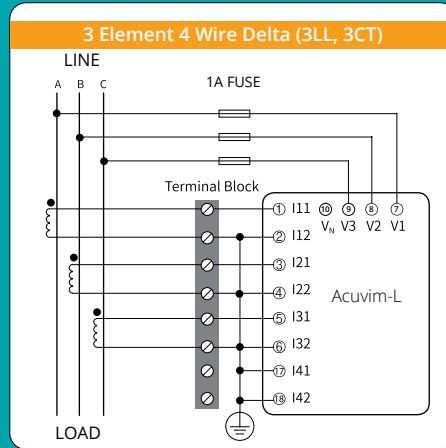 3 Element 4 Wire Delta (3LL, 3CT)
LINE
A B C
1A FUSE
Terminal Block
1 I11 10 9 8 7
VN V3 V2 V1
2 I12
3 I21
4 I22
Acuvim-L
5 I31
6 I32
17 I41
18 I42
LOAD